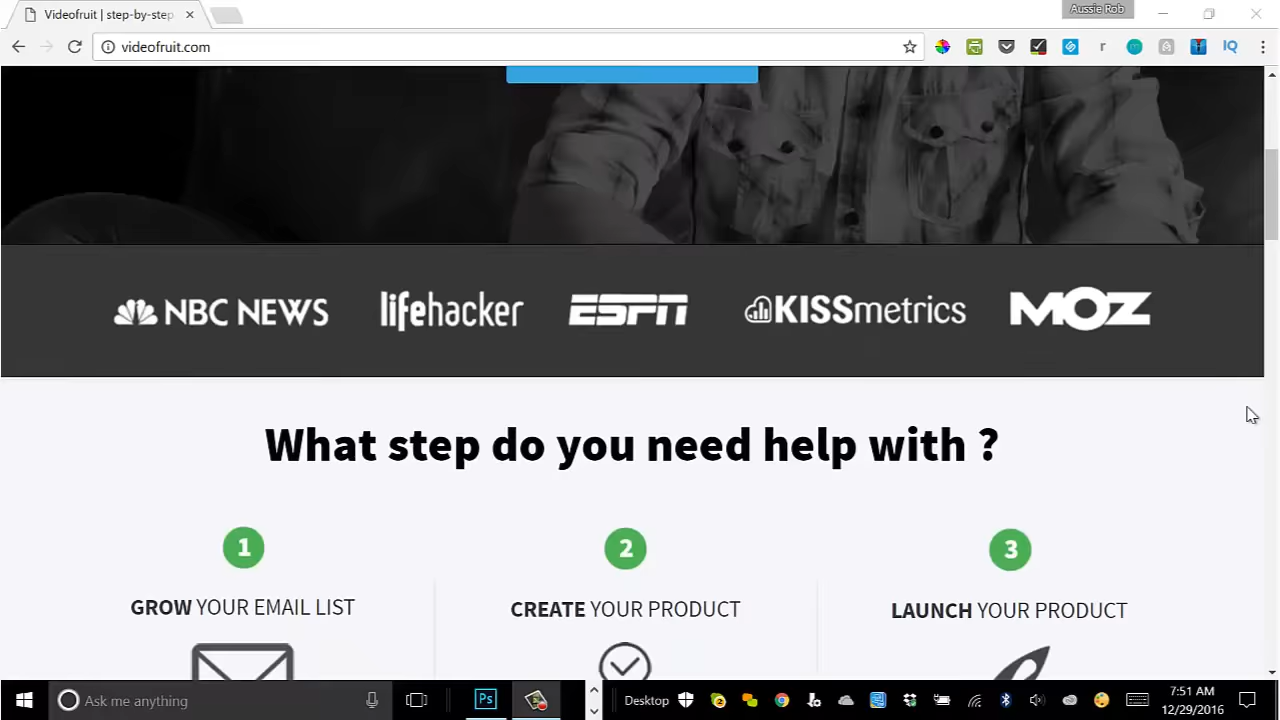 Videofruit | step-by-step
Aussie Rob
videofruit.com
r
IQ
NBC NEWS
lifehacker
ESPN
KISSmetrics
MOZ
What step do you need help with ?
1
2
3
GROW YOUR EMAIL LIST
CREATE YOUR PRODUCT
LAUNCH YOUR PRODUCT
Ask me anything
Ps
Desktop
7:51 AM
12/29/2016